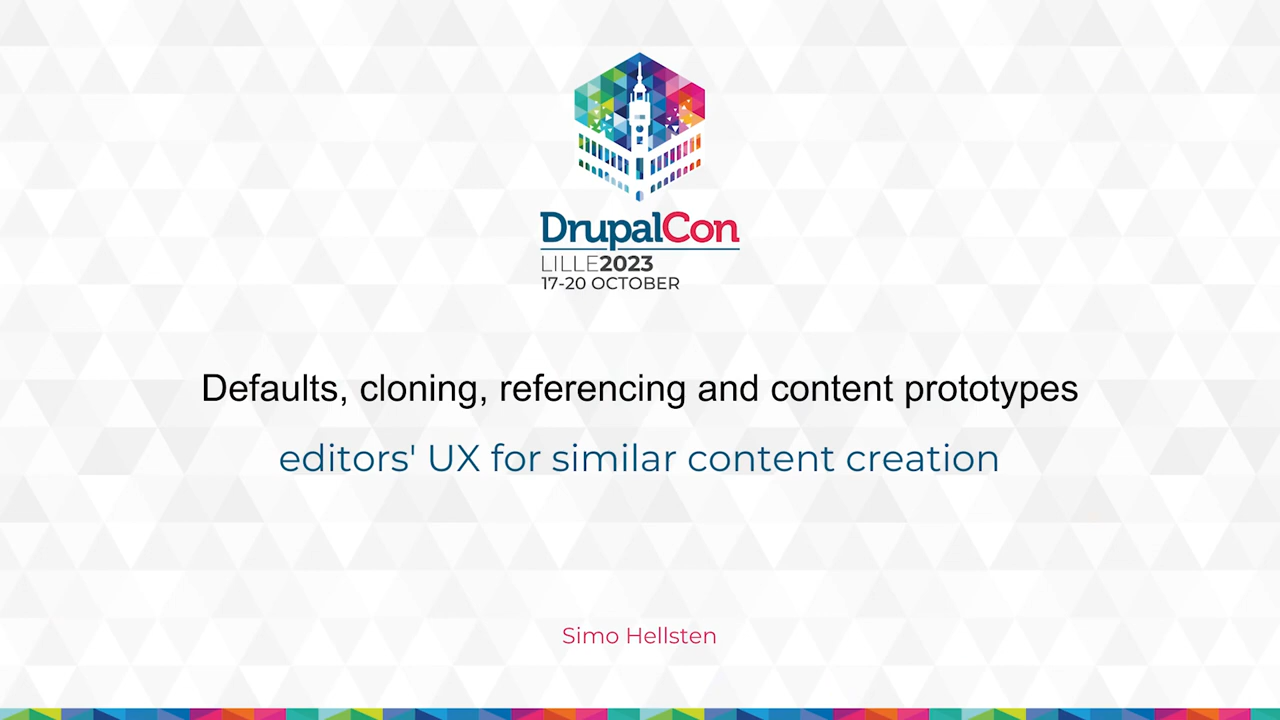 DrupalCon
LILLE2023
17-20 OCTOBER
Defaults, cloning, referencing and content prototypes
editors' UX for similar content creation
Simo Hellsten